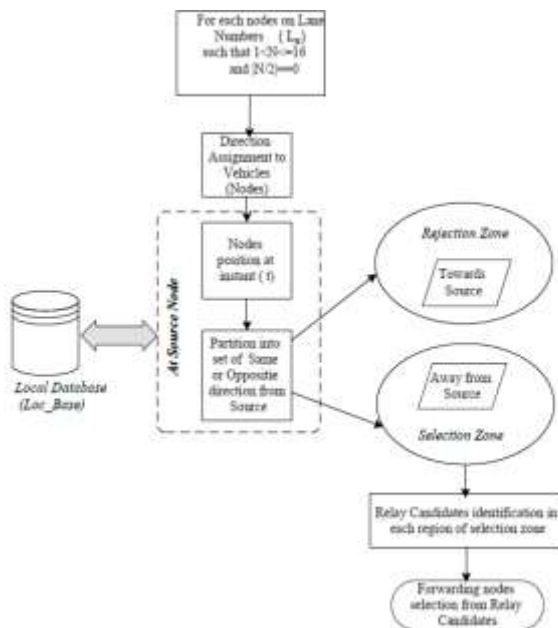 For each nodes on Lane
Numbers ( Ln)
such that 1<N<=16
and |N/2|==0
Direction
Assignment to
Vehicles
(Nodes)
At Source Node
Nodes
position at
instant ( t)
Partition into
set of Same
or Oppositie
direction from
Source
Local Database
(Loc_Base)
Rejection Zone
Towards
Source
Away from
Source
Selection Zone
Relay Candidates identification in
each region of selection zone
Forwarding nodes
selection from Relay
Candidates